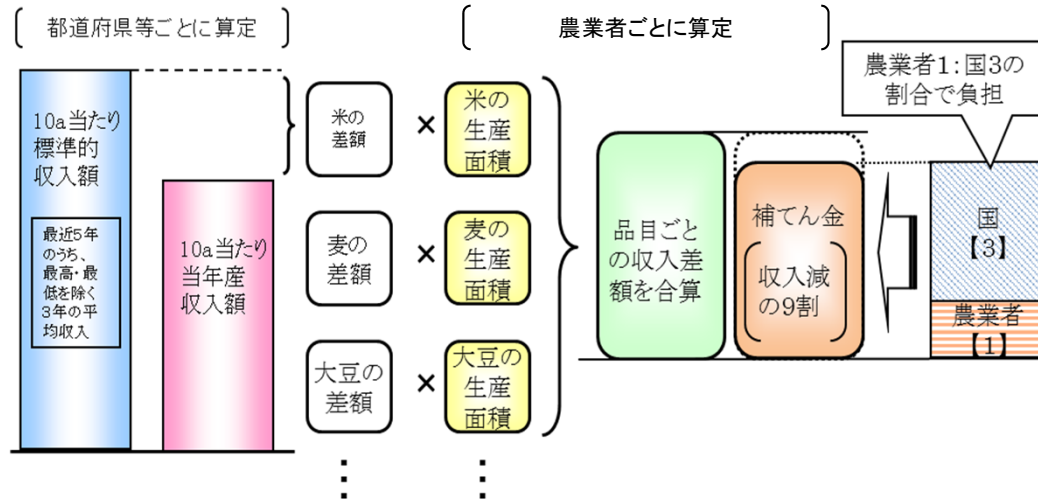 都道府県等ごとに算定
農業者ごとに算定
農業者1:国3の
割合で負担
10a当たり
標準的
収入額
最近5年
のうち、
最高・最
低を除く
3年の平
均収入
10a当たり
当年産
収入額
米の
差額
×
米の
生産
面積
麦の
差額
×
麦の
生産
面積
大豆の
差額
×
大豆の
生産
面積
品目ごと
の収入差
額を合算
補てん金
収入減
の9割
国
【3】
農業者
【1】